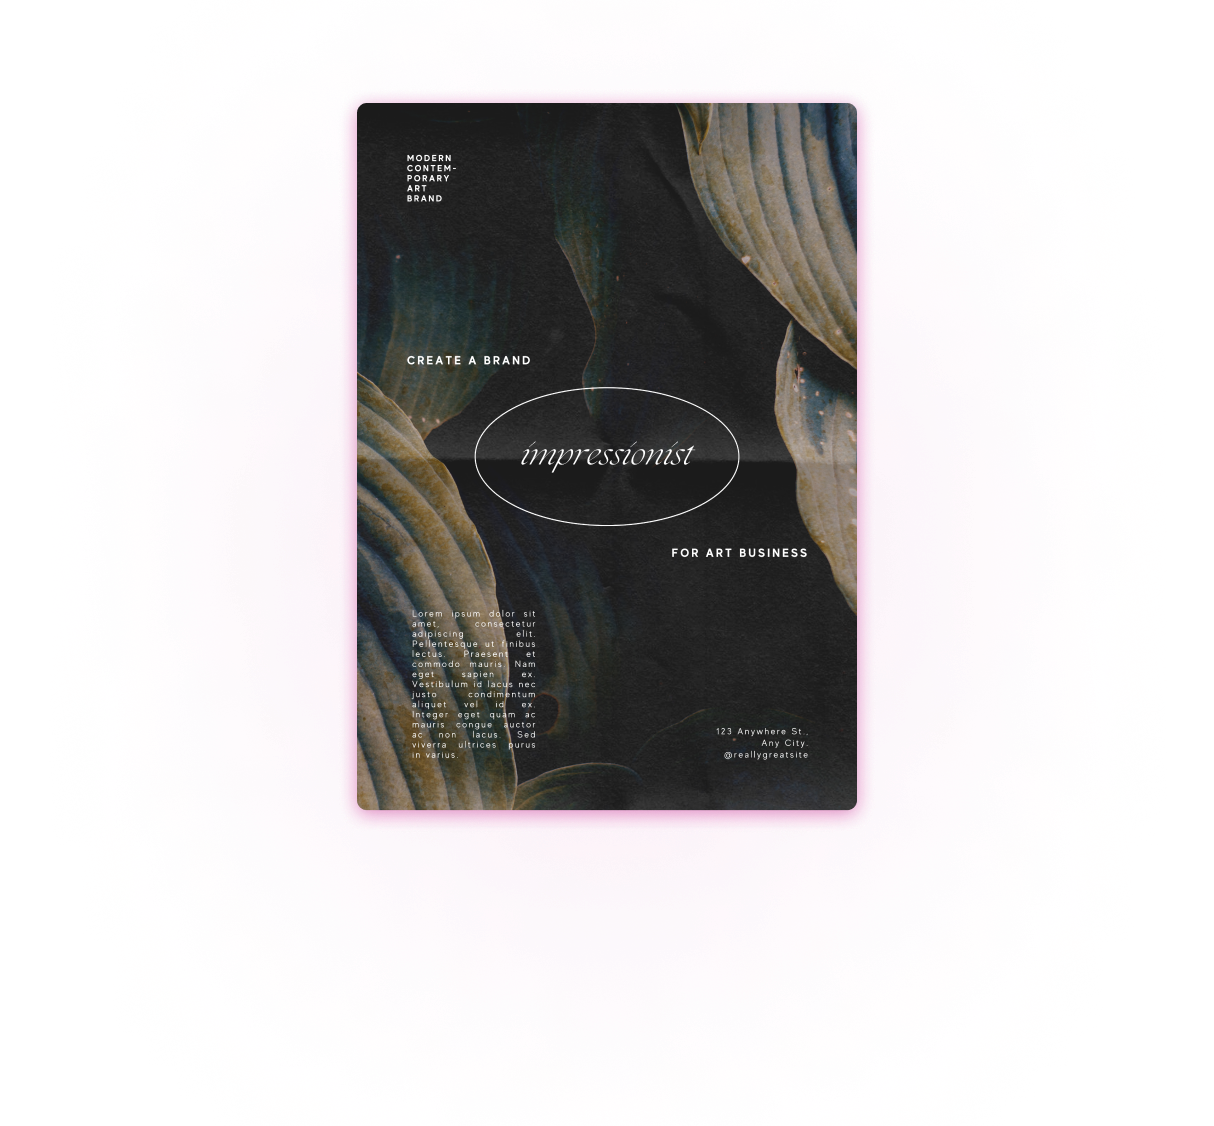 MODERN
CONTEM-
PORARY
ART
BRAND
CREATE A BRAND
impressionist
FOR ART BUSINESS
Lorem ipsum dolor sit
amet, consectetur
adipiscing elit.
Pellentesque ut finibus
lectus. Praesent et
commodo mauris. Nam
eget sapien ex.
Vestibulum id lacus nec
justo condimentum
aliquet vel id ex.
Integer eget quam ac
mauris congue auctor
ac non lacus. Sed
viverra ultrices purus
in varius.
123 Anywhere St.,
Any City.
@reallygreatsite